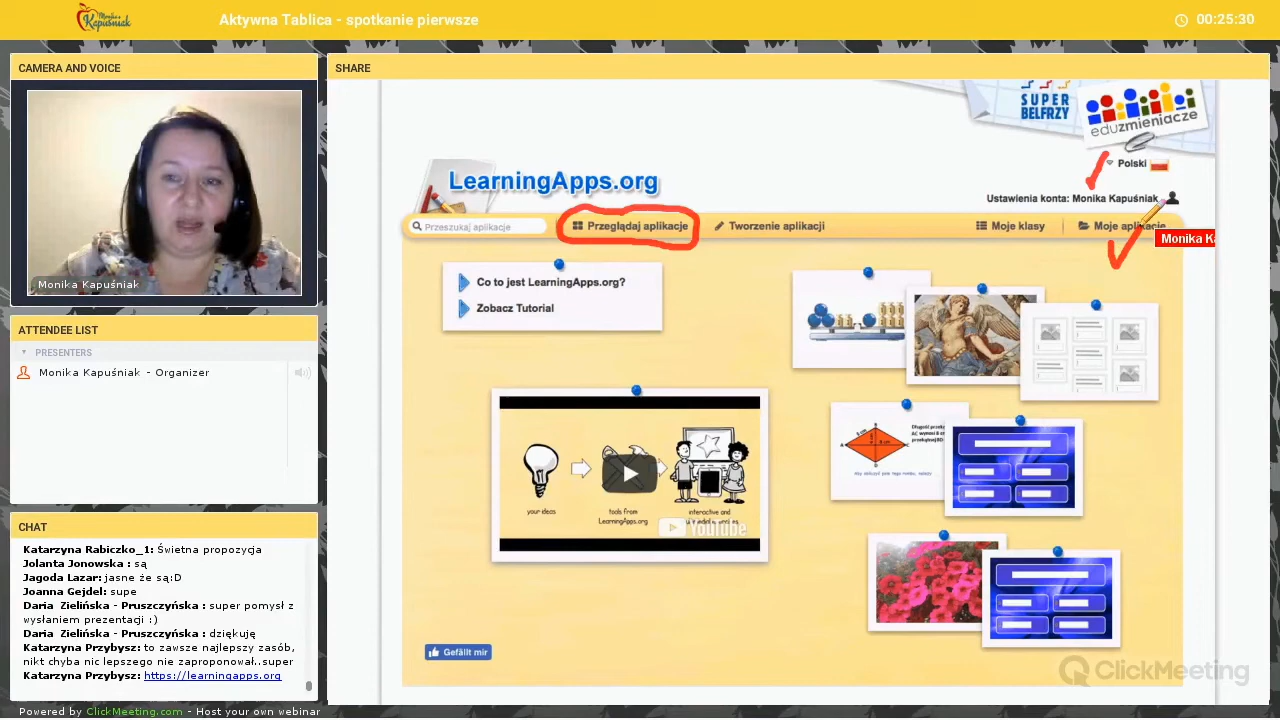 Monika Kapuśniak
Aktywna Tablica - spotkanie pierwsze
00:25:30
CAMERA AND VOICE
Monika Kapuśniak
ATTENDEE LIST
PRESENTERS
Monika Kapuśniak - Organizer
CHAT
Katarzyna Rabiczko_1: Świetna propozycja
Jolanta Jonowska : są
Jagoda Lazar: jasne że są:D
Joanna Gejdel: supe
Daria Zielińska - Pruszczyńska : super pomysł z
wysłaniem prezentacji :)
Daria Zielińska - Pruszczyńska : dziękuję
Katarzyna Przybysz: to zawsze najlepszy zasób,
nikt chyba nic lepszego nie zaproponował..super
Katarzyna Przybysz: https://learningapps.org
Powered by ClickMeeting.com - Host your own webinar
SHARE
SUPER
BELFRZY
eduzmieniacze
Polski
LearningApps.org
Ustawienia konta: Monika Kapuśniak
Przeszukaj aplikacje
Przeglądaj aplikacje
Tworzenie aplikacji
Moje klasy
Moje aplikacje
Monika Ka
Co to jest LearningApps.org?
Zobacz Tutorial
your ideas
tools from
LearningApps.org
interactive and
YouTube
Gefällt mir
ClickMeeting